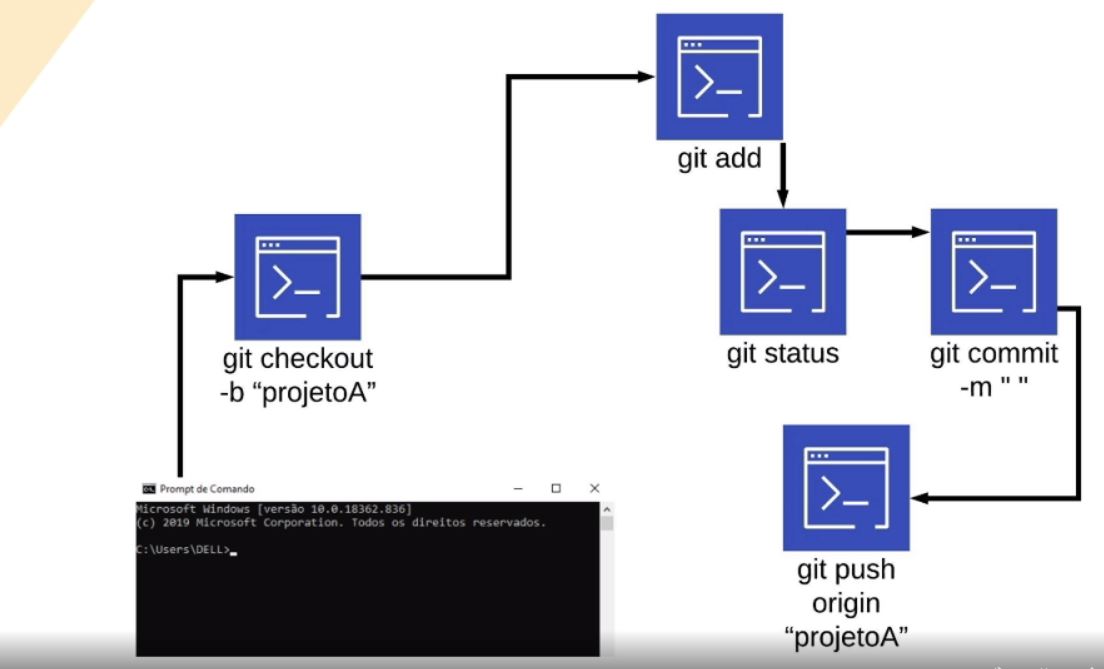 git add
git checkout
-b “projetoA”
git status
git commit
-m " "
Prompt de Comando
Microsoft Windows [versão 10.0.18362.836]
(c) 2019 Microsoft Corporation. Todos os direitos reservados.
C:\Users\DELL>_
git push
origin
“projetoA”